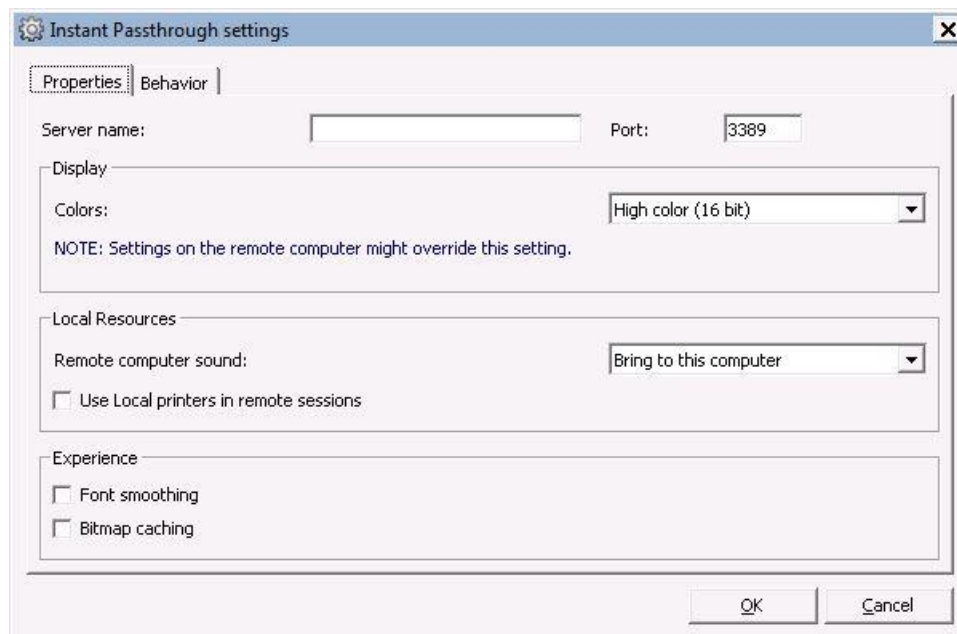 Instant Passthrough settings
Properties Behavior
Server name: Port: 3389
Display
Colors: High color (16 bit)
NOTE: Settings on the remote computer might override this setting.
Local Resources
Remote computer sound: Bring to this computer
Use Local printers in remote sessions
Experience
Font smoothing
Bitmap caching
OK Cancel